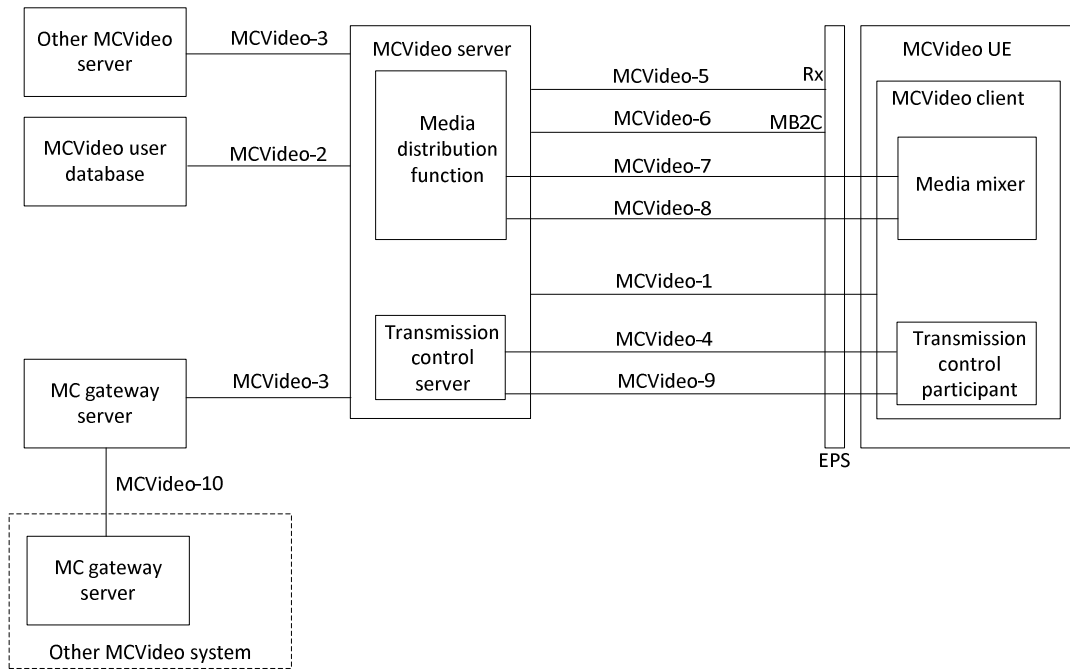 Other MCVideo
server
MCVideo-3
MCVideo user
database
MCVideo-2
MC gateway
server
MCVideo-3
MCVideo-10
MC gateway
server
Other MCVideo system
MCVideo server
Media
distribution
function
Transmission
control
server
MCVideo-5
Rx
MCVideo-6
MB2C
MCVideo-7
MCVideo-8
MCVideo-1
MCVideo-4
MCVideo-9
EPS
MCVideo UE
MCVideo client
Media mixer
Transmission
control
participant